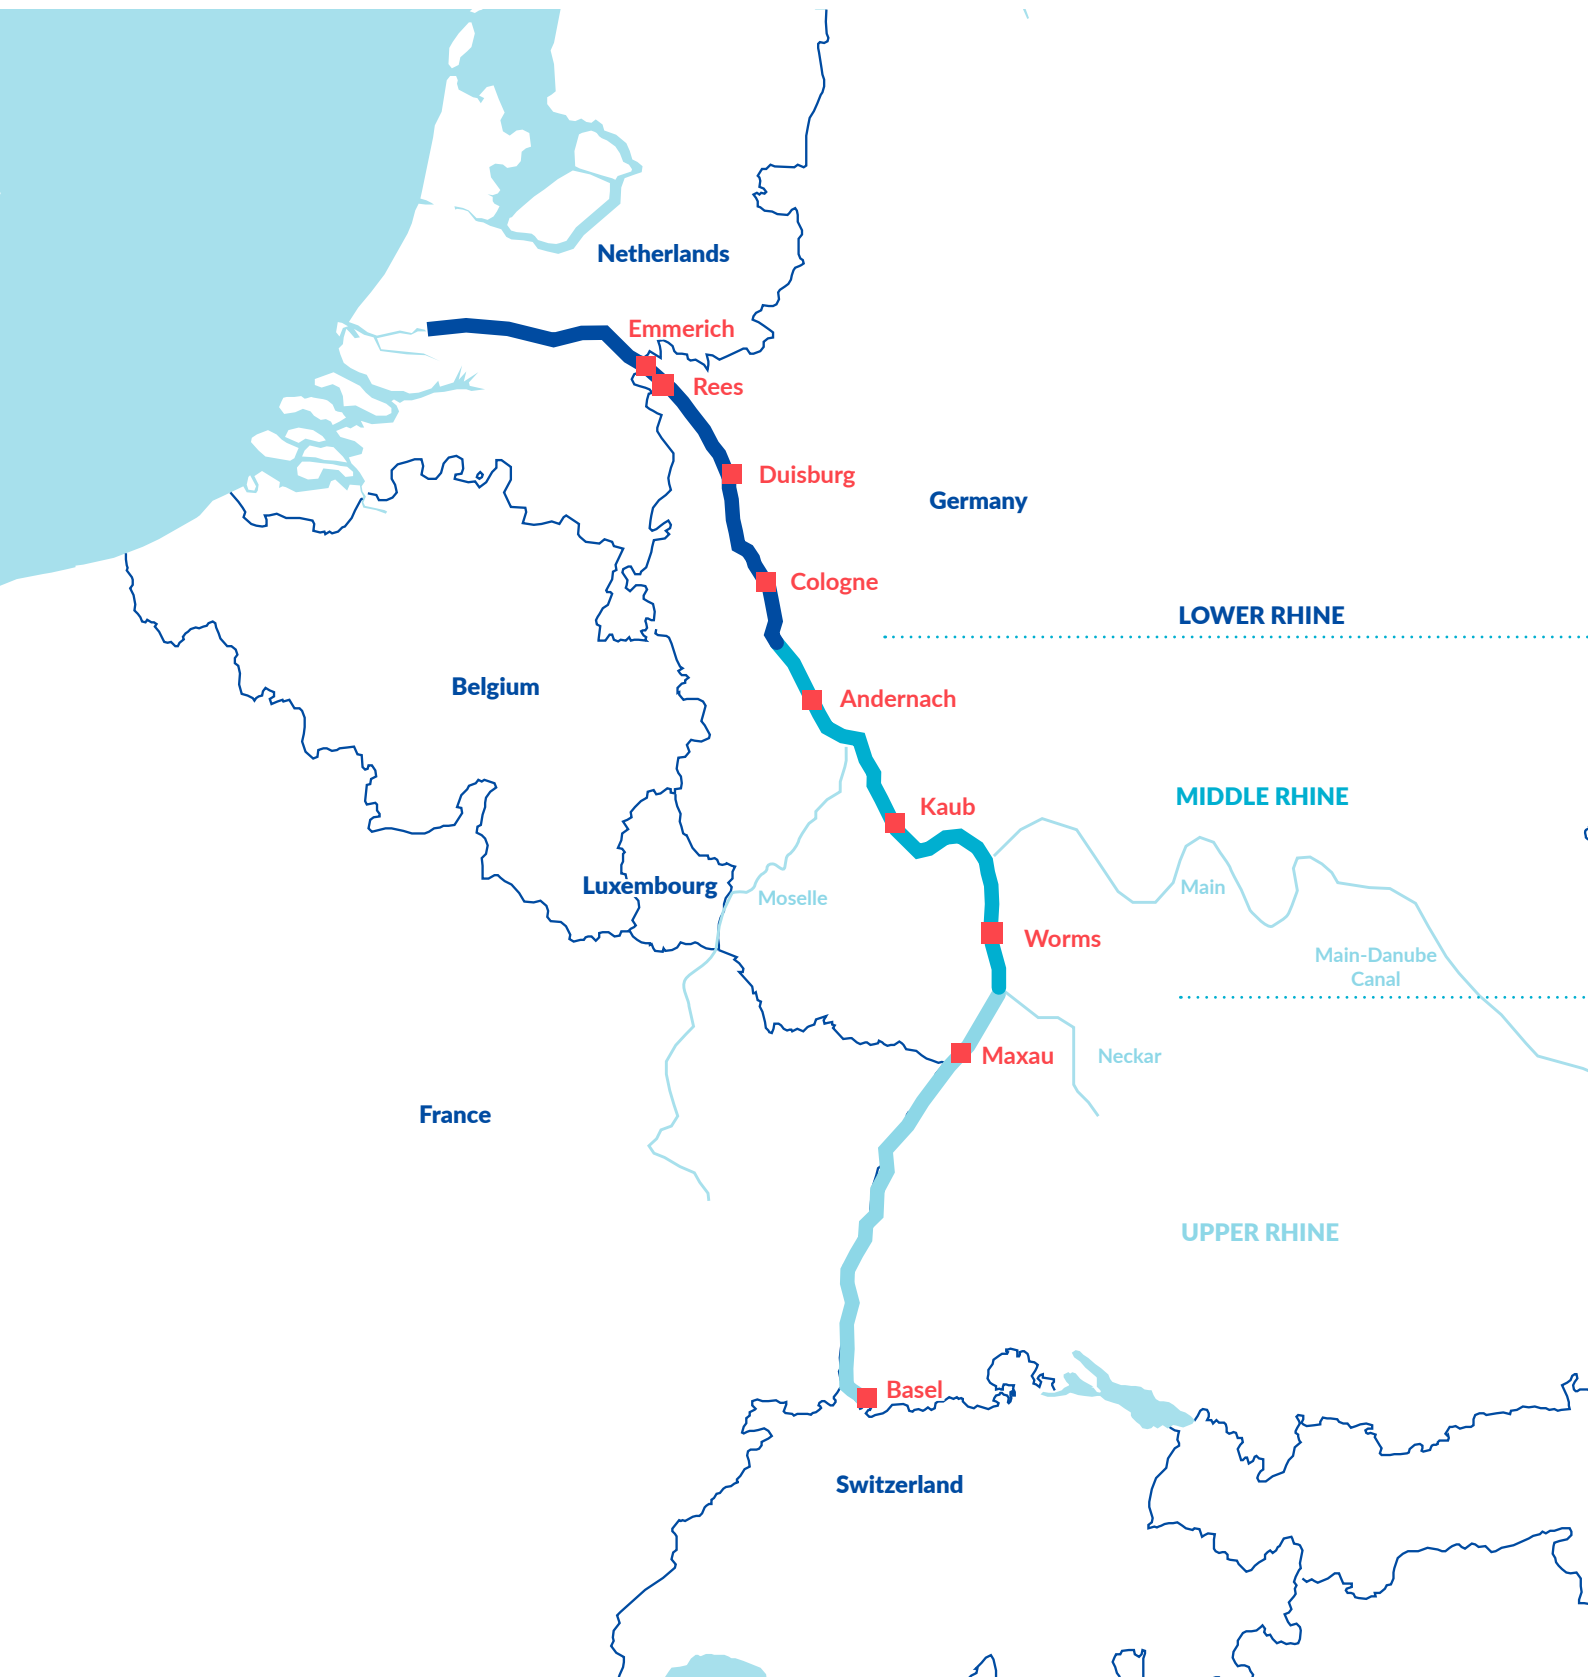 Netherlands
Emmerich
Rees
Duisburg
Germany
Cologne
LOWER RHINE
Belgium
Andernach
MIDDLE RHINE
Kaub
Luxembourg
Main
Moselle
Worms
Main-Danube
Canal
Maxau
Neckar
France
UPPER RHINE
Basel
Switzerland